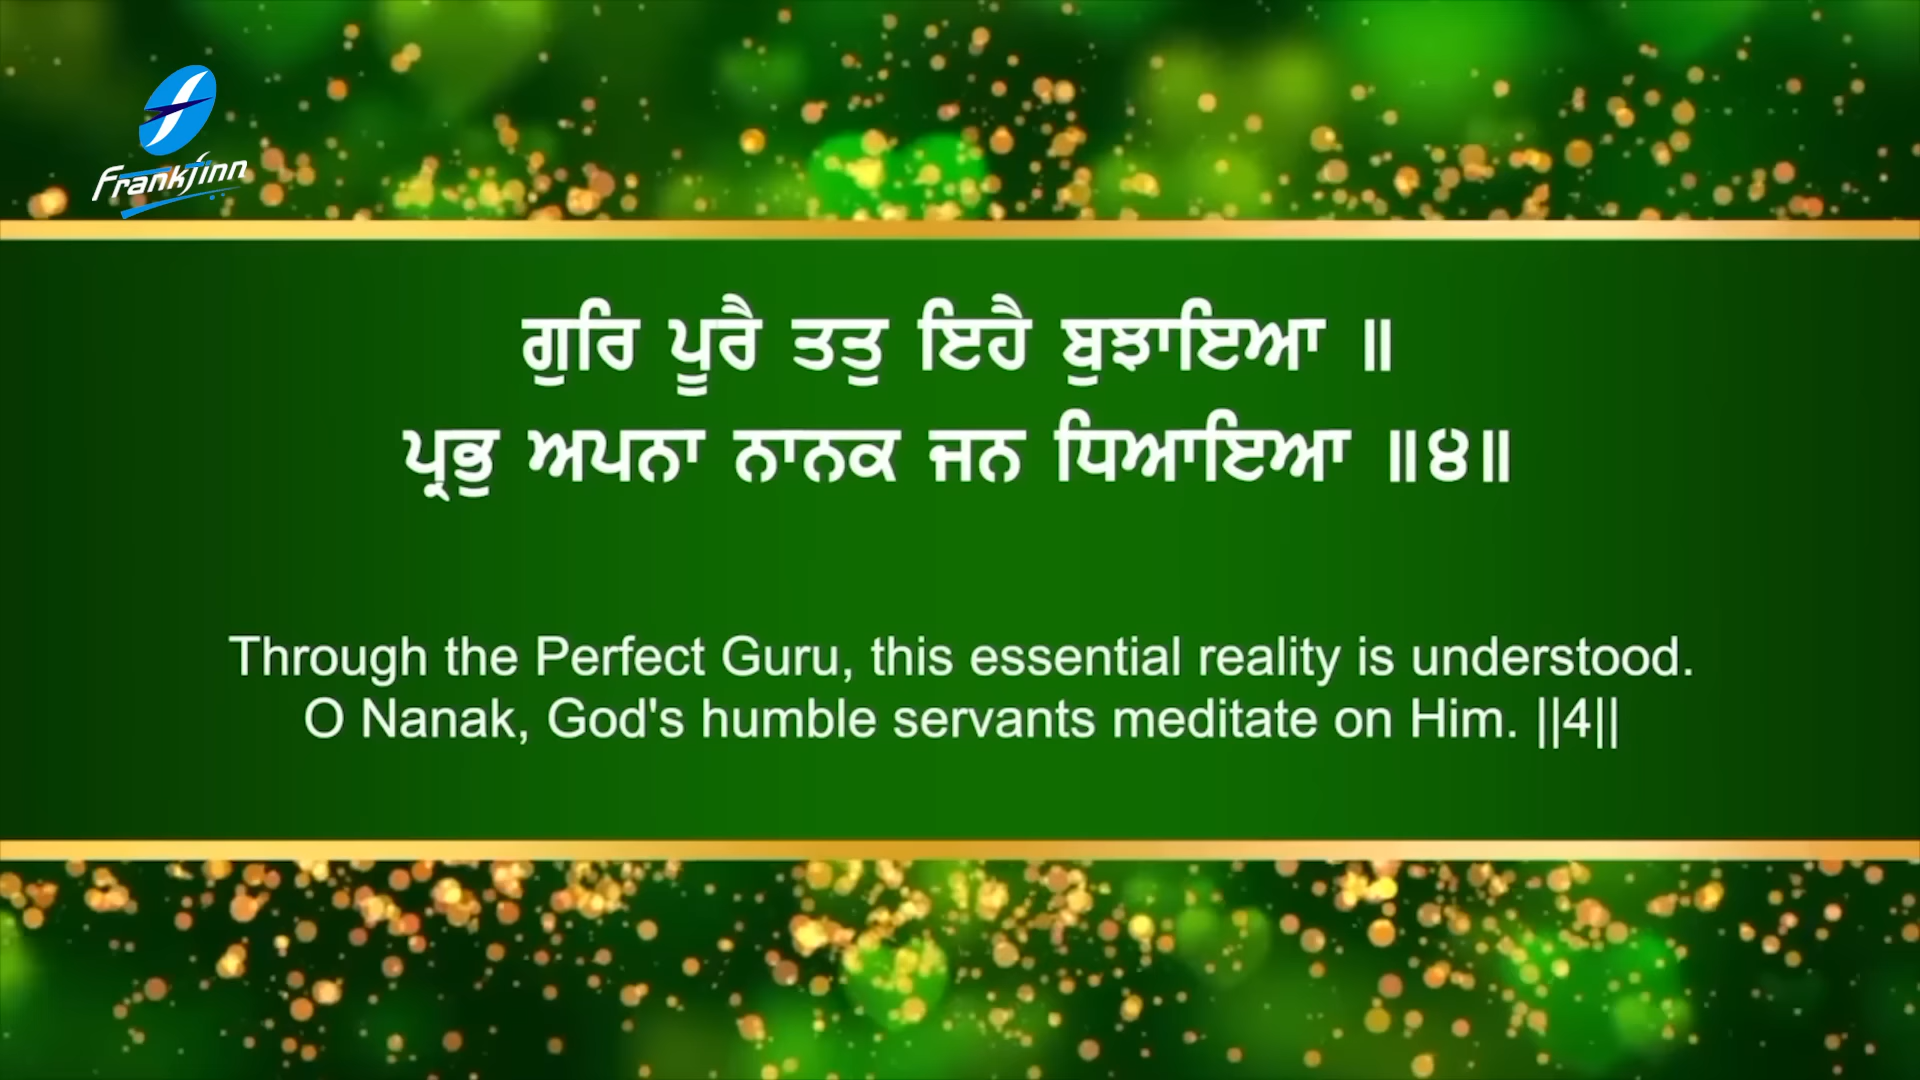 Frankfinn
ਗੁਰਿ ਪੂਰੈ ਤਤੁ ਇਹੈ ਬੁਝਾਇਆ ॥
ਪ੍ਰਭੁ ਅਪਨਾ ਨਾਨਕ ਜਨ ਧਿਆਇਆ ॥੪॥
Through the Perfect Guru, this essential reality is understood.
O Nanak, God's humble servants meditate on Him. ||4||